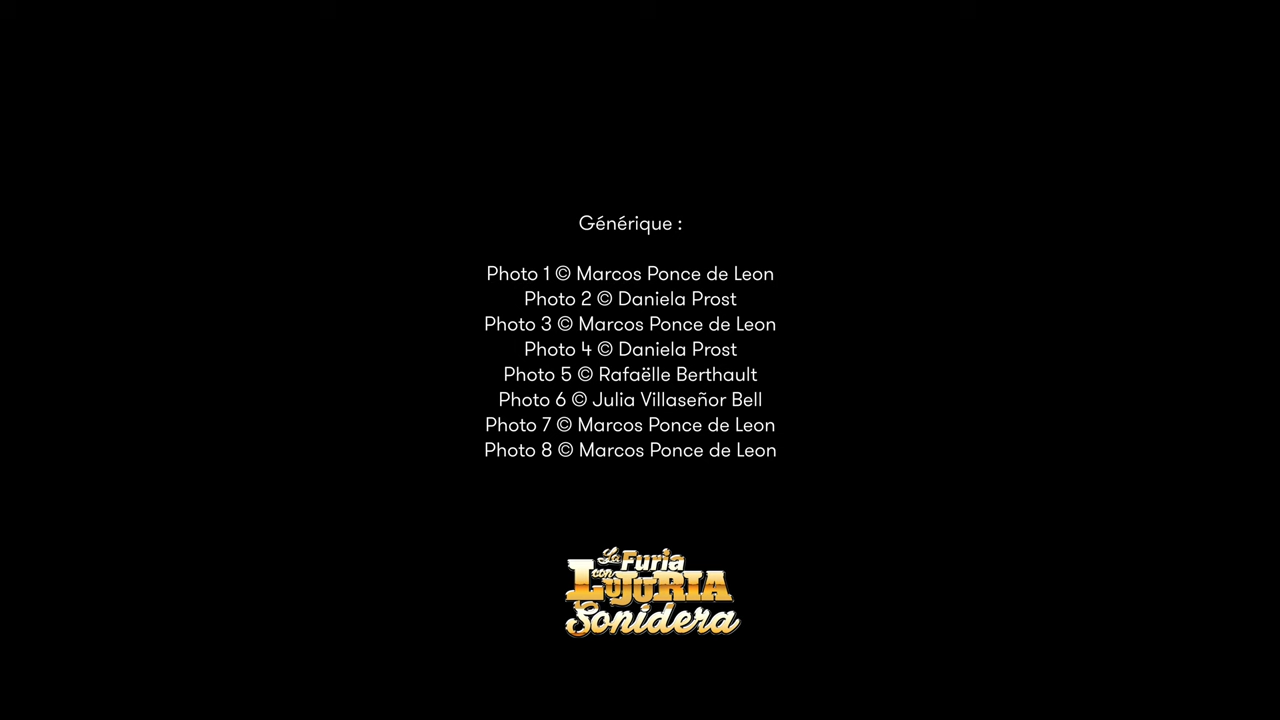 Générique :
Photo 1 © Marcos Ponce de Leon
Photo 2 © Daniela Prost
Photo 3 © Marcos Ponce de Leon
Photo 4 © Daniela Prost
Photo 5 © Rafaëlle Berthault
Photo 6 © Julia Villaseñor Bell
Photo 7 © Marcos Ponce de Leon
Photo 8 © Marcos Ponce de Leon
La Furia
con LUJURIA
Sonidera